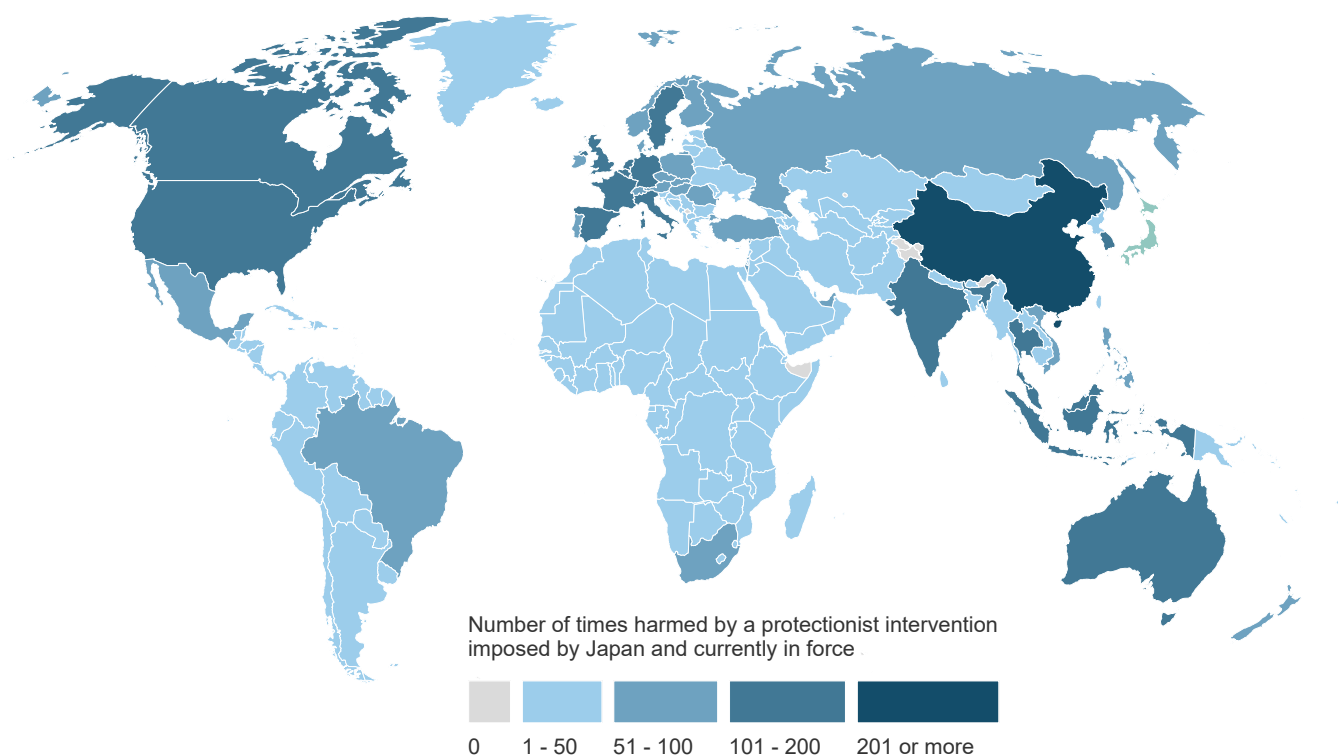 Number of times harmed by a protectionist intervention
imposed by Japan and currently in force
0 1 - 50 51 - 100 101 - 200 201 or more